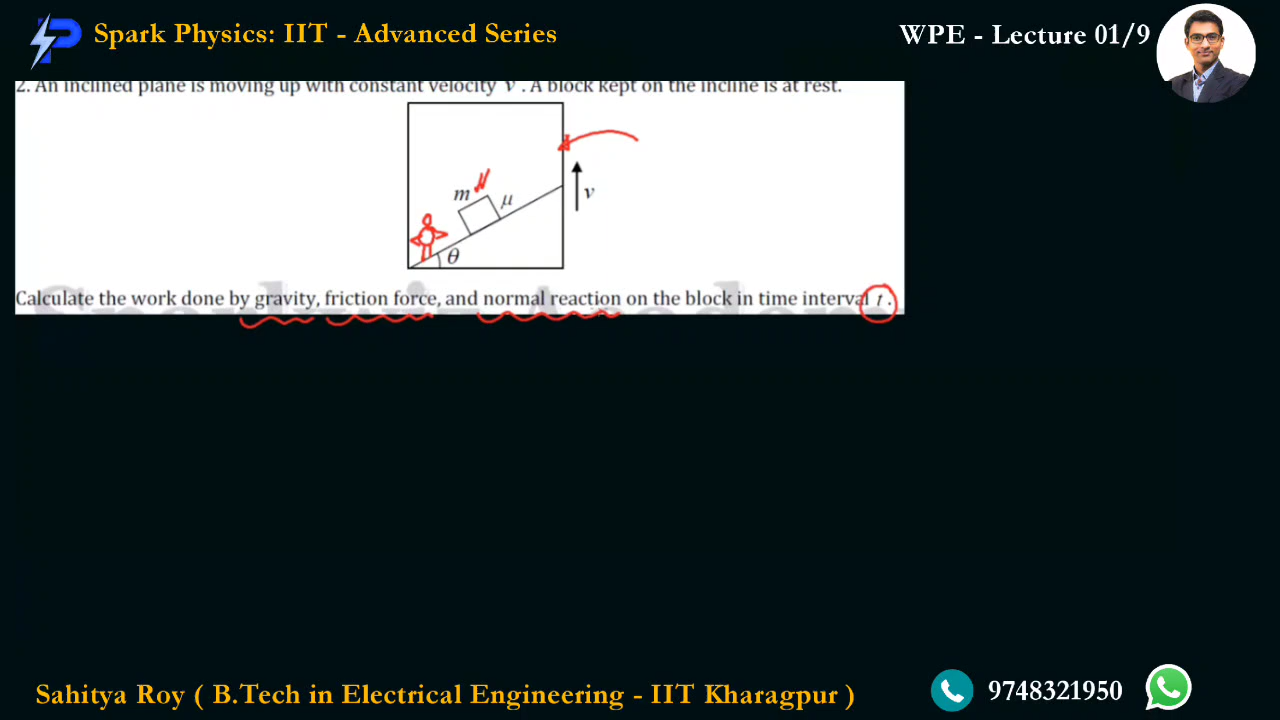 Spark Physics: IIT - Advanced Series
WPE - Lecture 01/9
2. An inclined plane is moving up with constant velocity v . A block kept on the incline is at rest.
m
μ
v
θ
Calculate the work done by gravity, friction force, and normal reaction on the block in time interval t .
Sahitya Roy ( B.Tech in Electrical Engineering - IIT Kharagpur )
9748321950